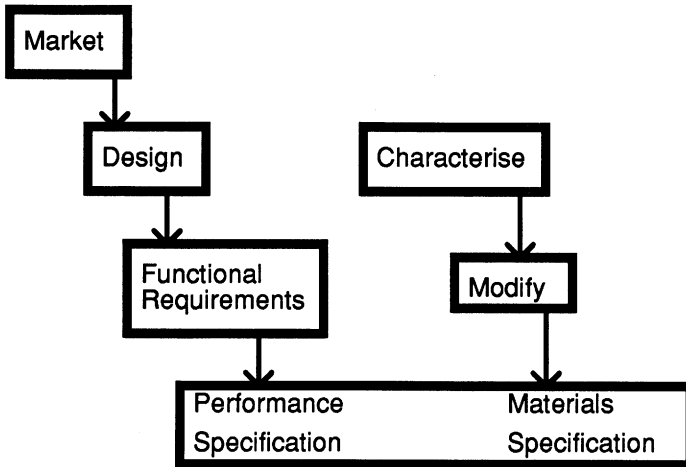 Market
Design
Characterise
Functional
Requirements
Modify
Performance
Specification
Materials
Specification